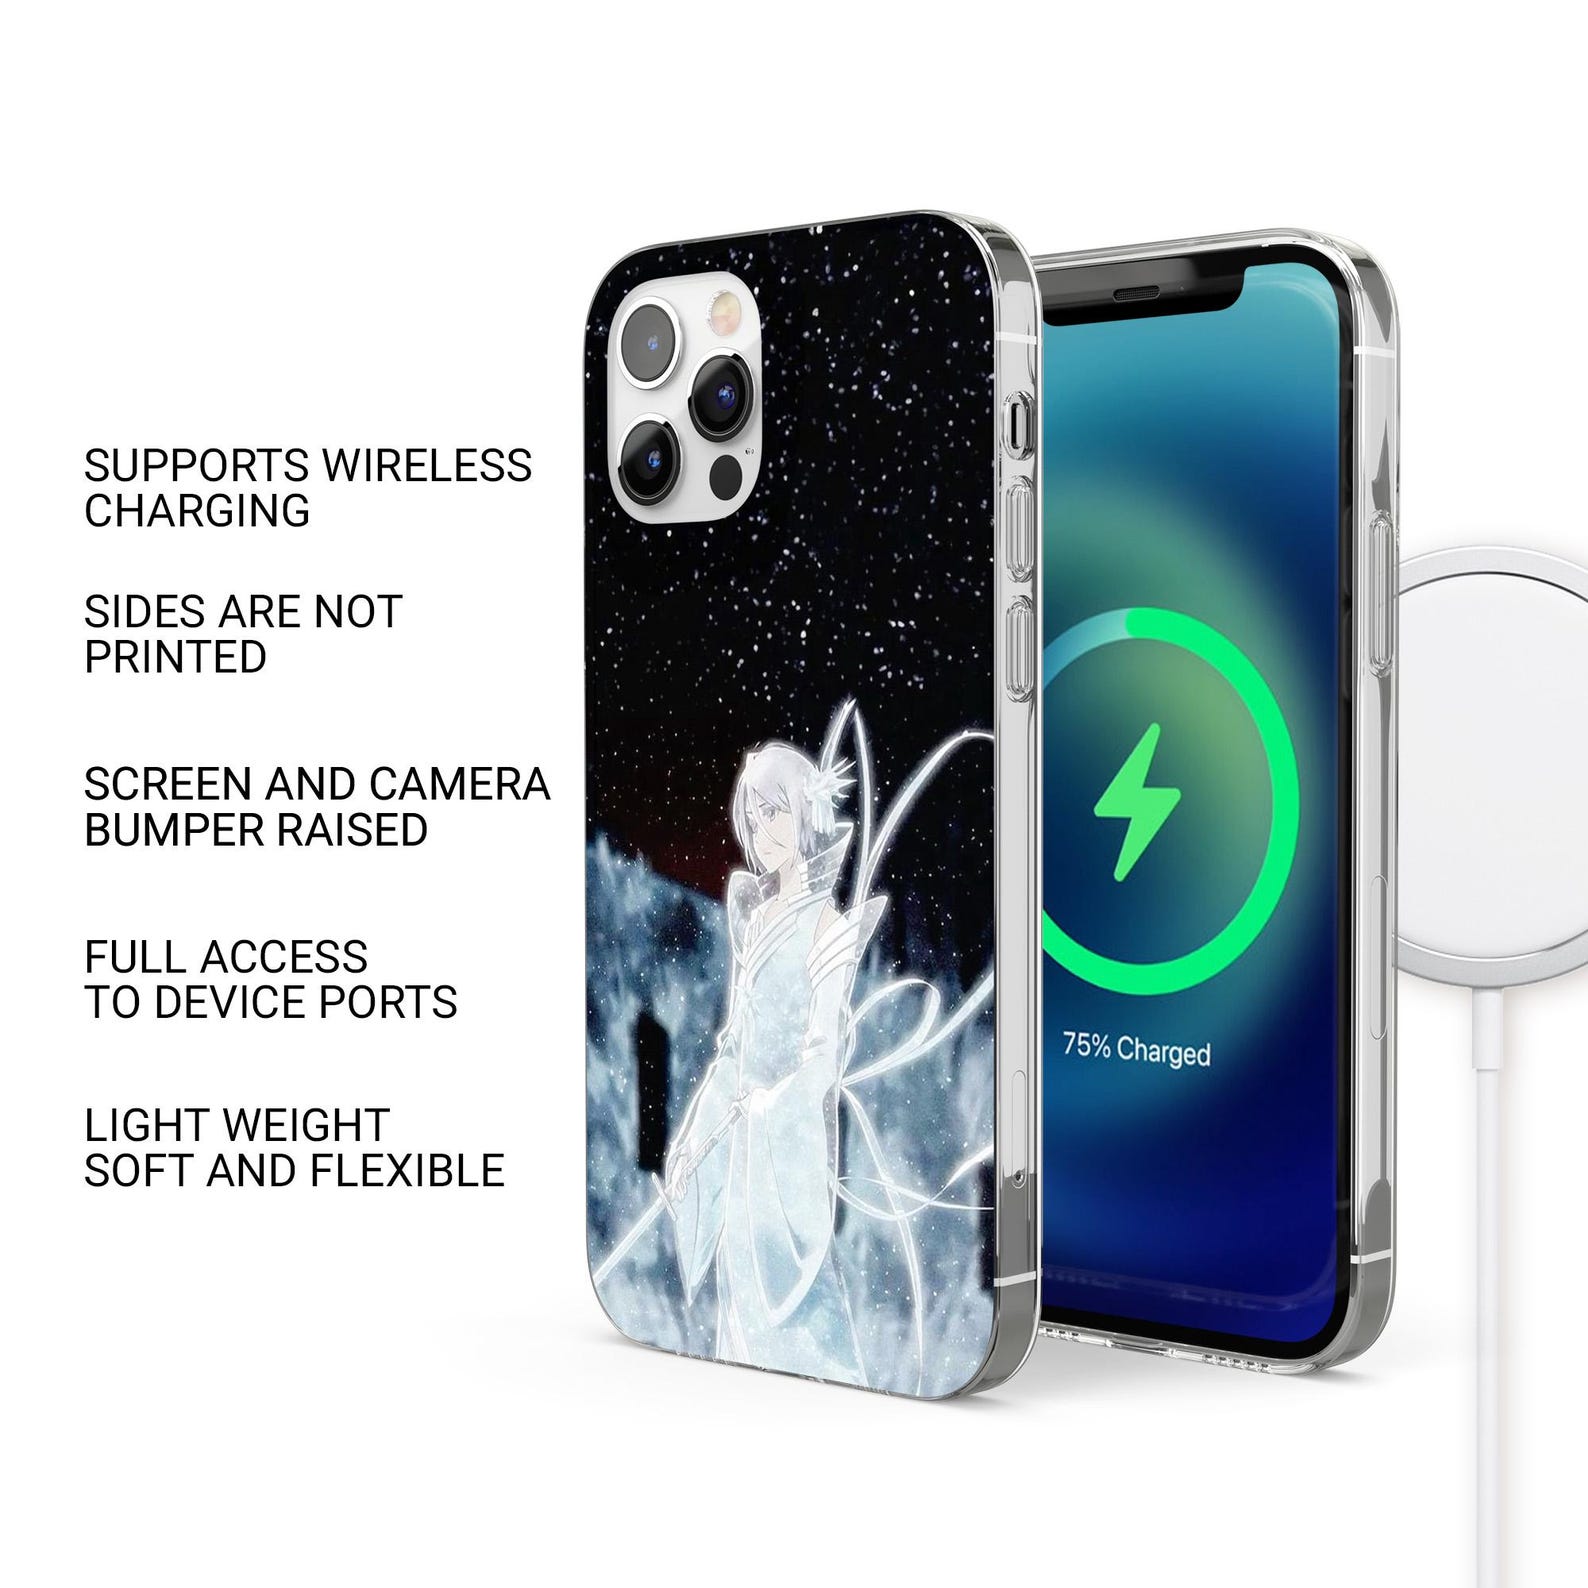 SUPPORTS WIRELESS
CHARGING
SIDES ARE NOT
PRINTED
SCREEN AND CAMERA
BUMPER RAISED
FULL ACCESS
TO DEVICE PORTS
LIGHT WEIGHT
SOFT AND FLEXIBLE
75% Charged